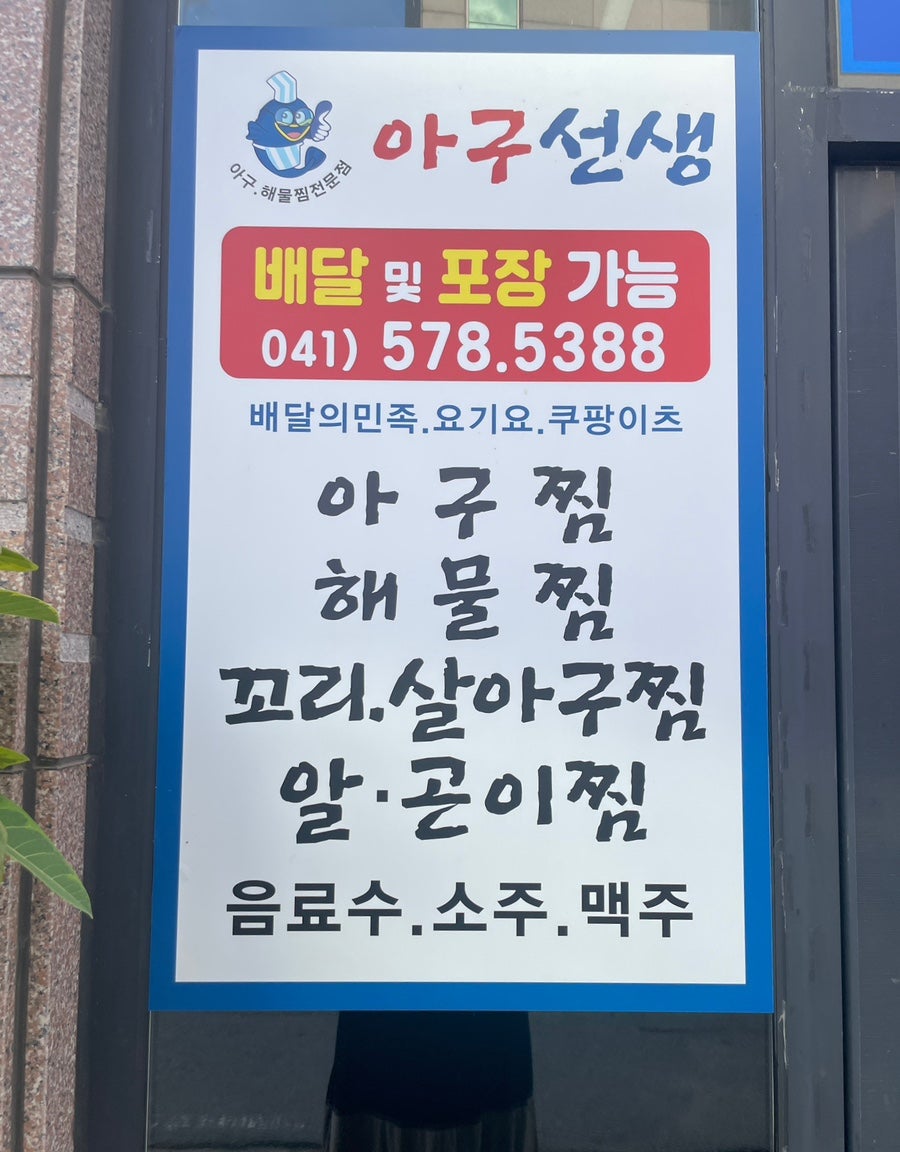 아구선생
아구.해물찜전문점
배달 및 포장 가능
041) 578.5388
배달의민족.요기요.쿠팡이츠
아구찜
해물찜
꼬리.살아구찜
알·곤이찜
음료수.소주.맥주